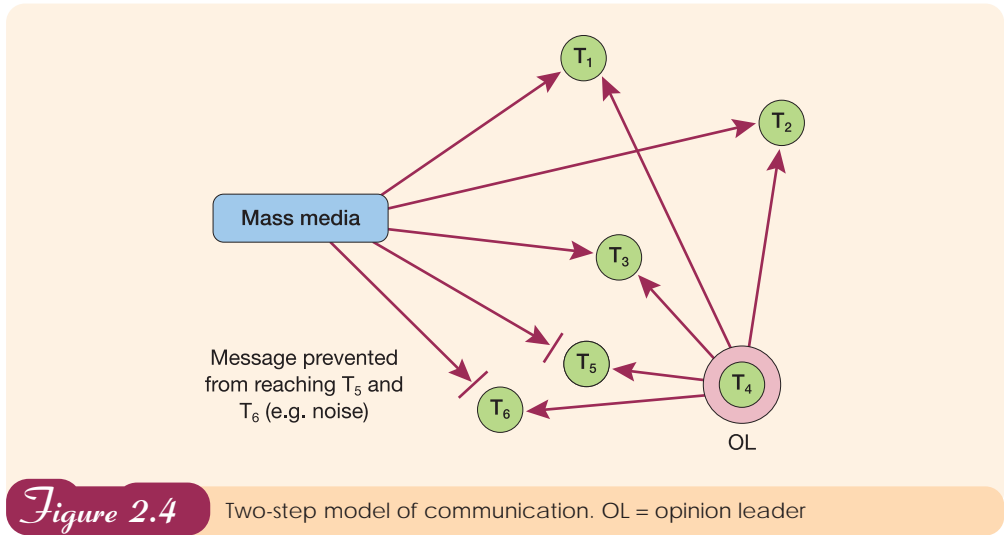 T₁
T₂
Mass media
T₃
Message prevented
from reaching T₅ and
T₆ (e.g. noise)
T₅
T₄
T₆
OL
Figure 2.4
Two-step model of communication. OL = opinion leader